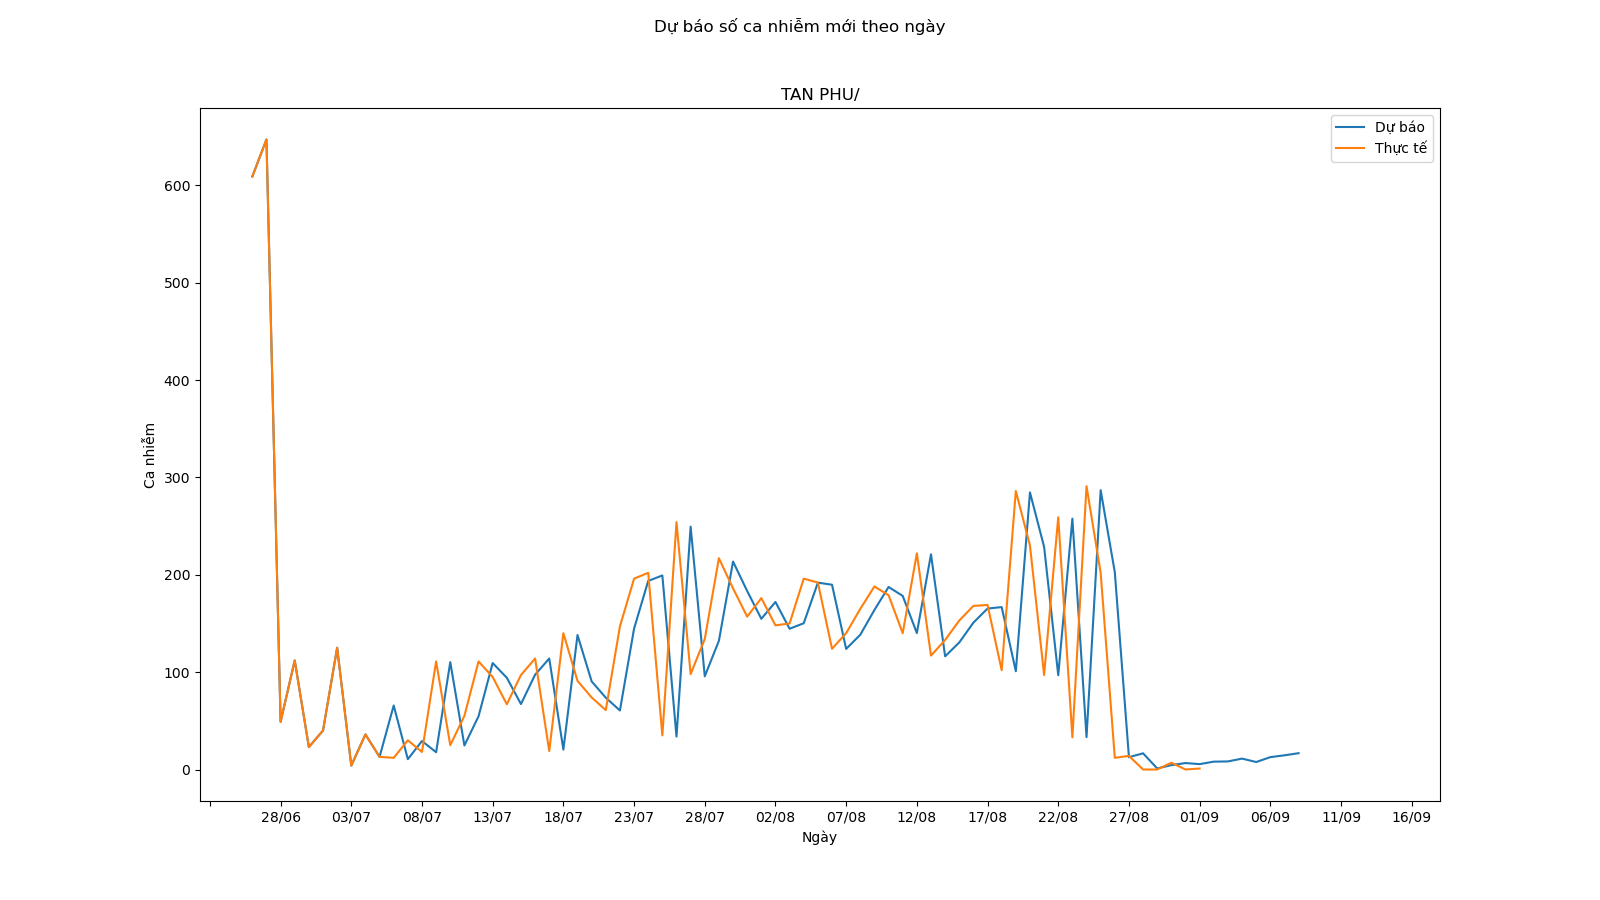 Dự báo số ca nhiễm mới theo ngày
TAN PHU/
Dự báo
Thực tế
600
500
400
300
200
100
0
Ca nhiễm
28/06 03/07 08/07 13/07 18/07 23/07 28/07 02/08 07/08 12/08 17/08 22/08 27/08 01/09 06/09 11/09 16/09
Ngày